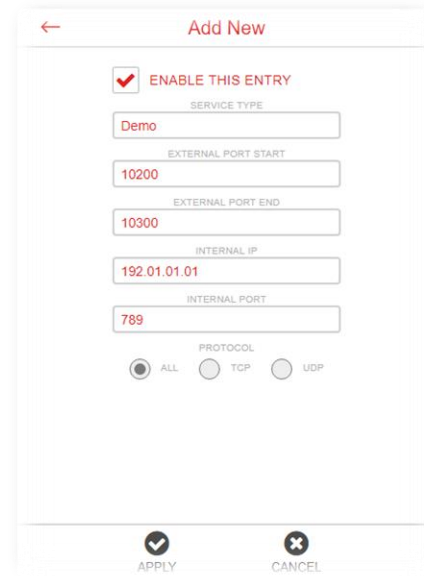 Add New
ENABLE THIS ENTRY
SERVICE TYPE
Demo
EXTERNAL PORT START
10200
EXTERNAL PORT END
10300
INTERNAL IP
192.01.01.01
INTERNAL PORT
789
PROTOCOL
ALL TCP UDP
APPLY CANCEL